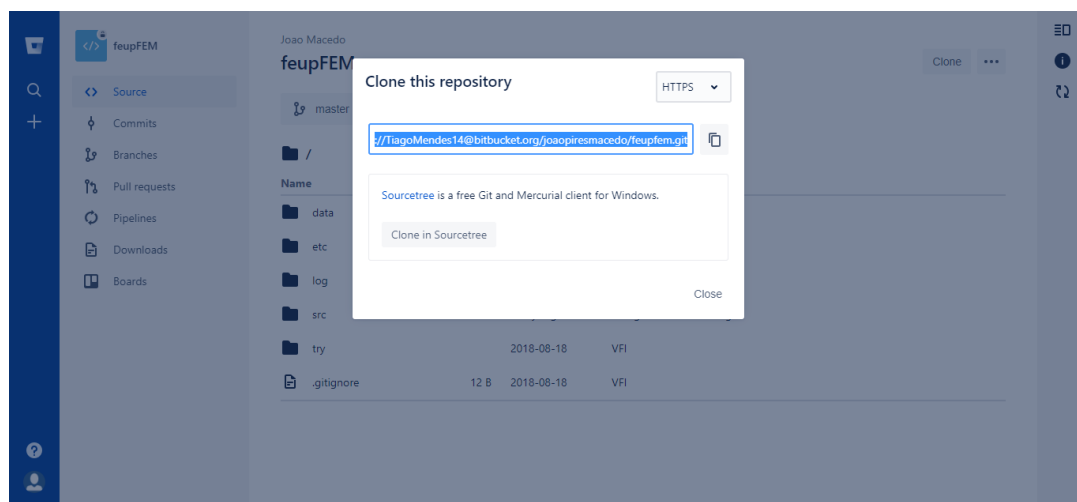 feupFEM
Source
Commits
Branches
Pull requests
Pipelines
Downloads
Boards
Joao Macedo
feupFEM
Clone
master
/
Name
data
etc
log
src
try 2018-08-18 VFI
.gitignore 12 B 2018-08-18 VFI
Clone this repository
HTTPS
://TiagoMendes14@bitbucket.org/joaopiresmacedo/feupfem.git
Sourcetree is a free Git and Mercurial client for Windows.
Clone in Sourcetree
Close